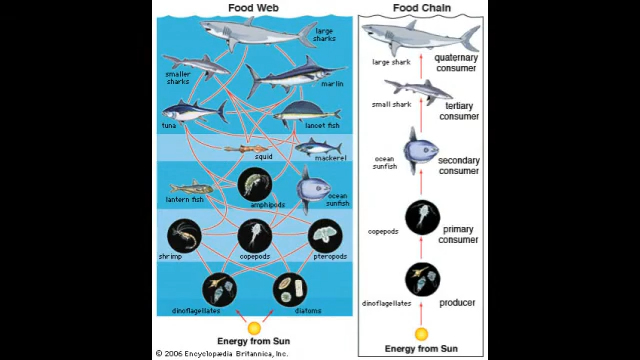 Food Web
large
sharks
smaller
sharks
marlin
tuna
lancet fish
squid
mackerel
lantern fish
amphipods
ocean
sunfish
shrimp
copepods
pteropods
dinoflagellates
diatoms
Energy from Sun
© 2006 Encyclopædia Britannica, Inc.
Food Chain
large shark
quaternary
consumer
small shark
tertiary
consumer
ocean
sunfish
secondary
consumer
copepods
primary
consumer
dinoflagellates
producer
Energy from Sun